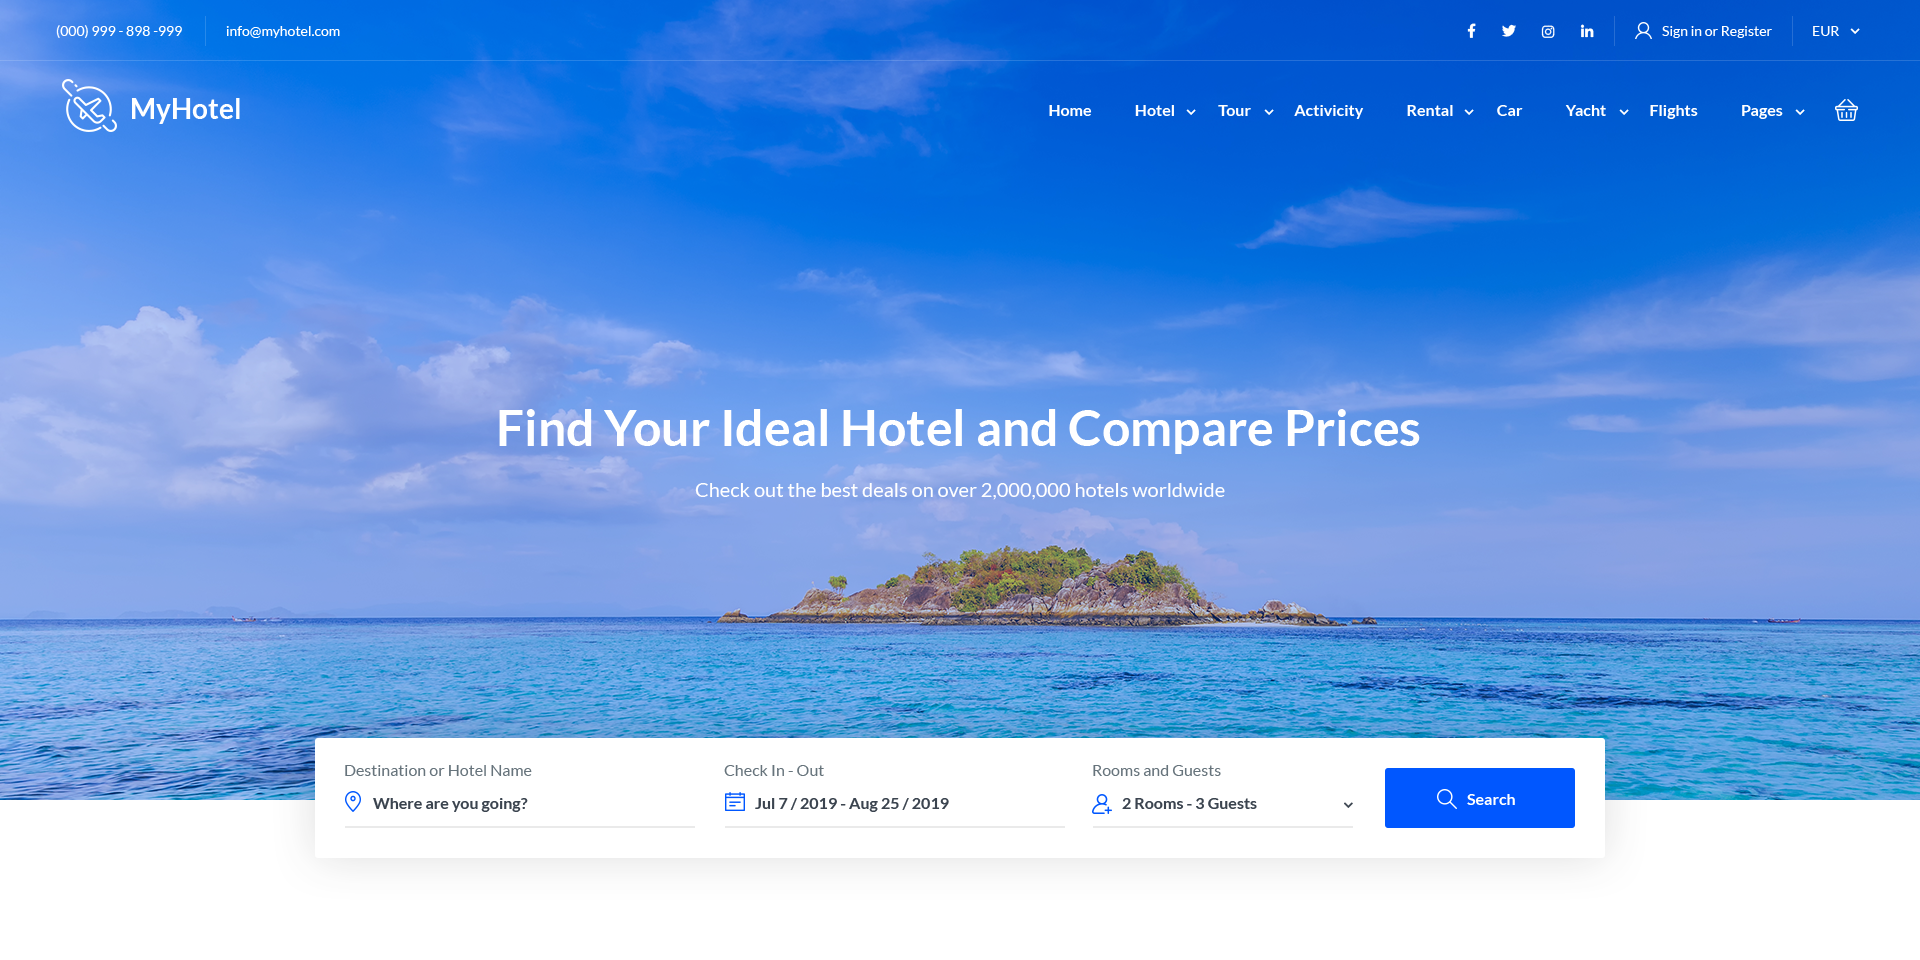 (000) 999 - 898 -999
info@myhotel.com
Sign in or Register
EUR
MyHotel
Home
Hotel
Tour
Activicity
Rental
Car
Yacht
Flights
Pages
Find Your Ideal Hotel and Compare Prices
Check out the best deals on over 2,000,000 hotels worldwide
Destination or Hotel Name
Where are you going?
Check In - Out
Jul 7 / 2019 - Aug 25 / 2019
Rooms and Guests
2 Rooms - 3 Guests
Search